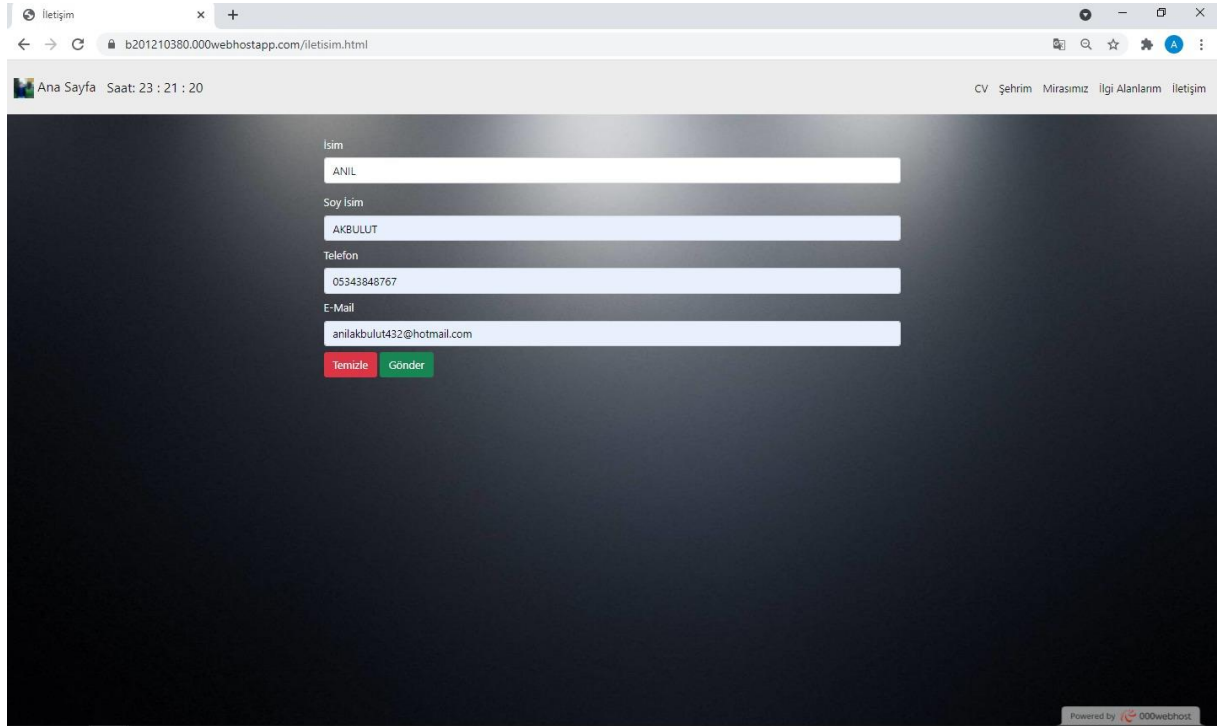 İletişim
b201210380.000webhostapp.com/iletisim.html
A
Ana Sayfa Saat: 23 : 21 : 20
CV Şehrim Mirasımız İlgi Alanlarım İletişim
İsim
ANIL
Soy İsim
AKBULUT
Telefon
05343848767
E-Mail
anilakbulut432@hotmail.com
Temizle Gönder
Powered by 000webhost